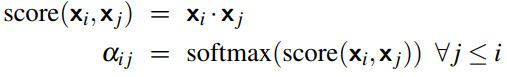 score(𝐱ᵢ, 𝐱ⱼ) = 𝐱ᵢ · 𝐱ⱼ
αᵢⱼ = softmax(score(𝐱ᵢ, 𝐱ⱼ)) ∀j ≤ i